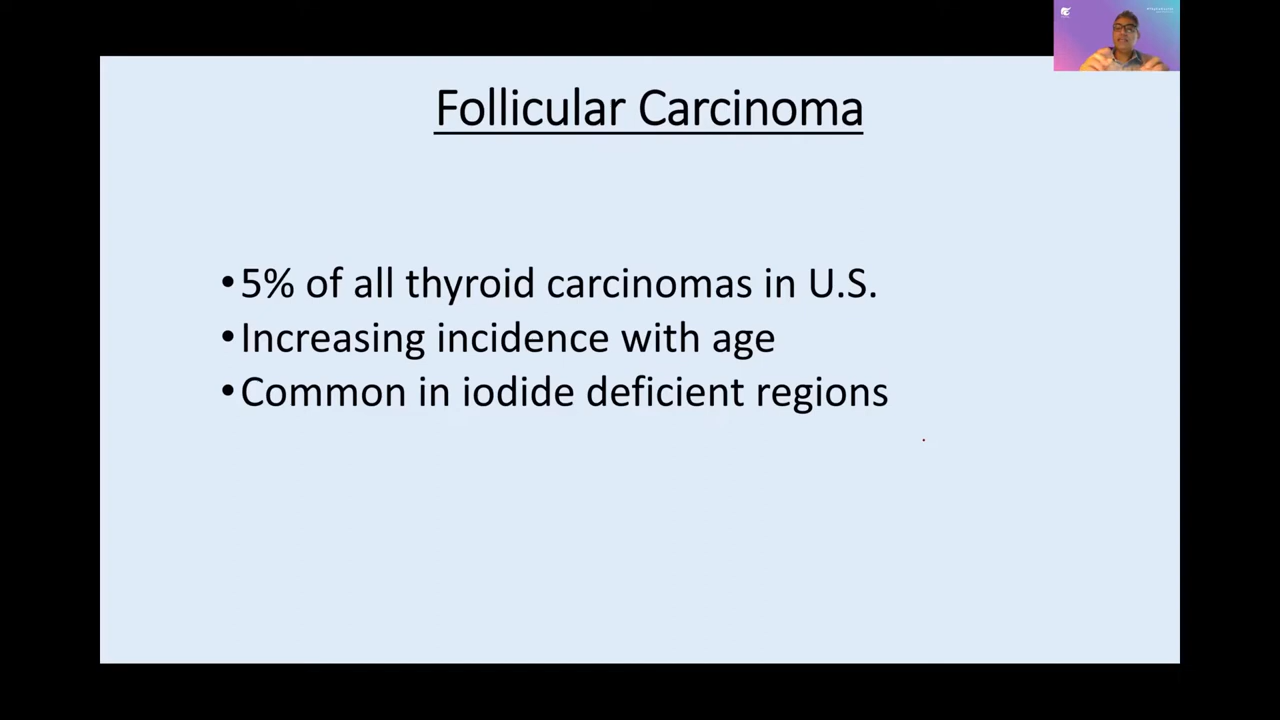 Follicular Carcinoma
•5% of all thyroid carcinomas in U.S.
•Increasing incidence with age
•Common in iodide deficient regions